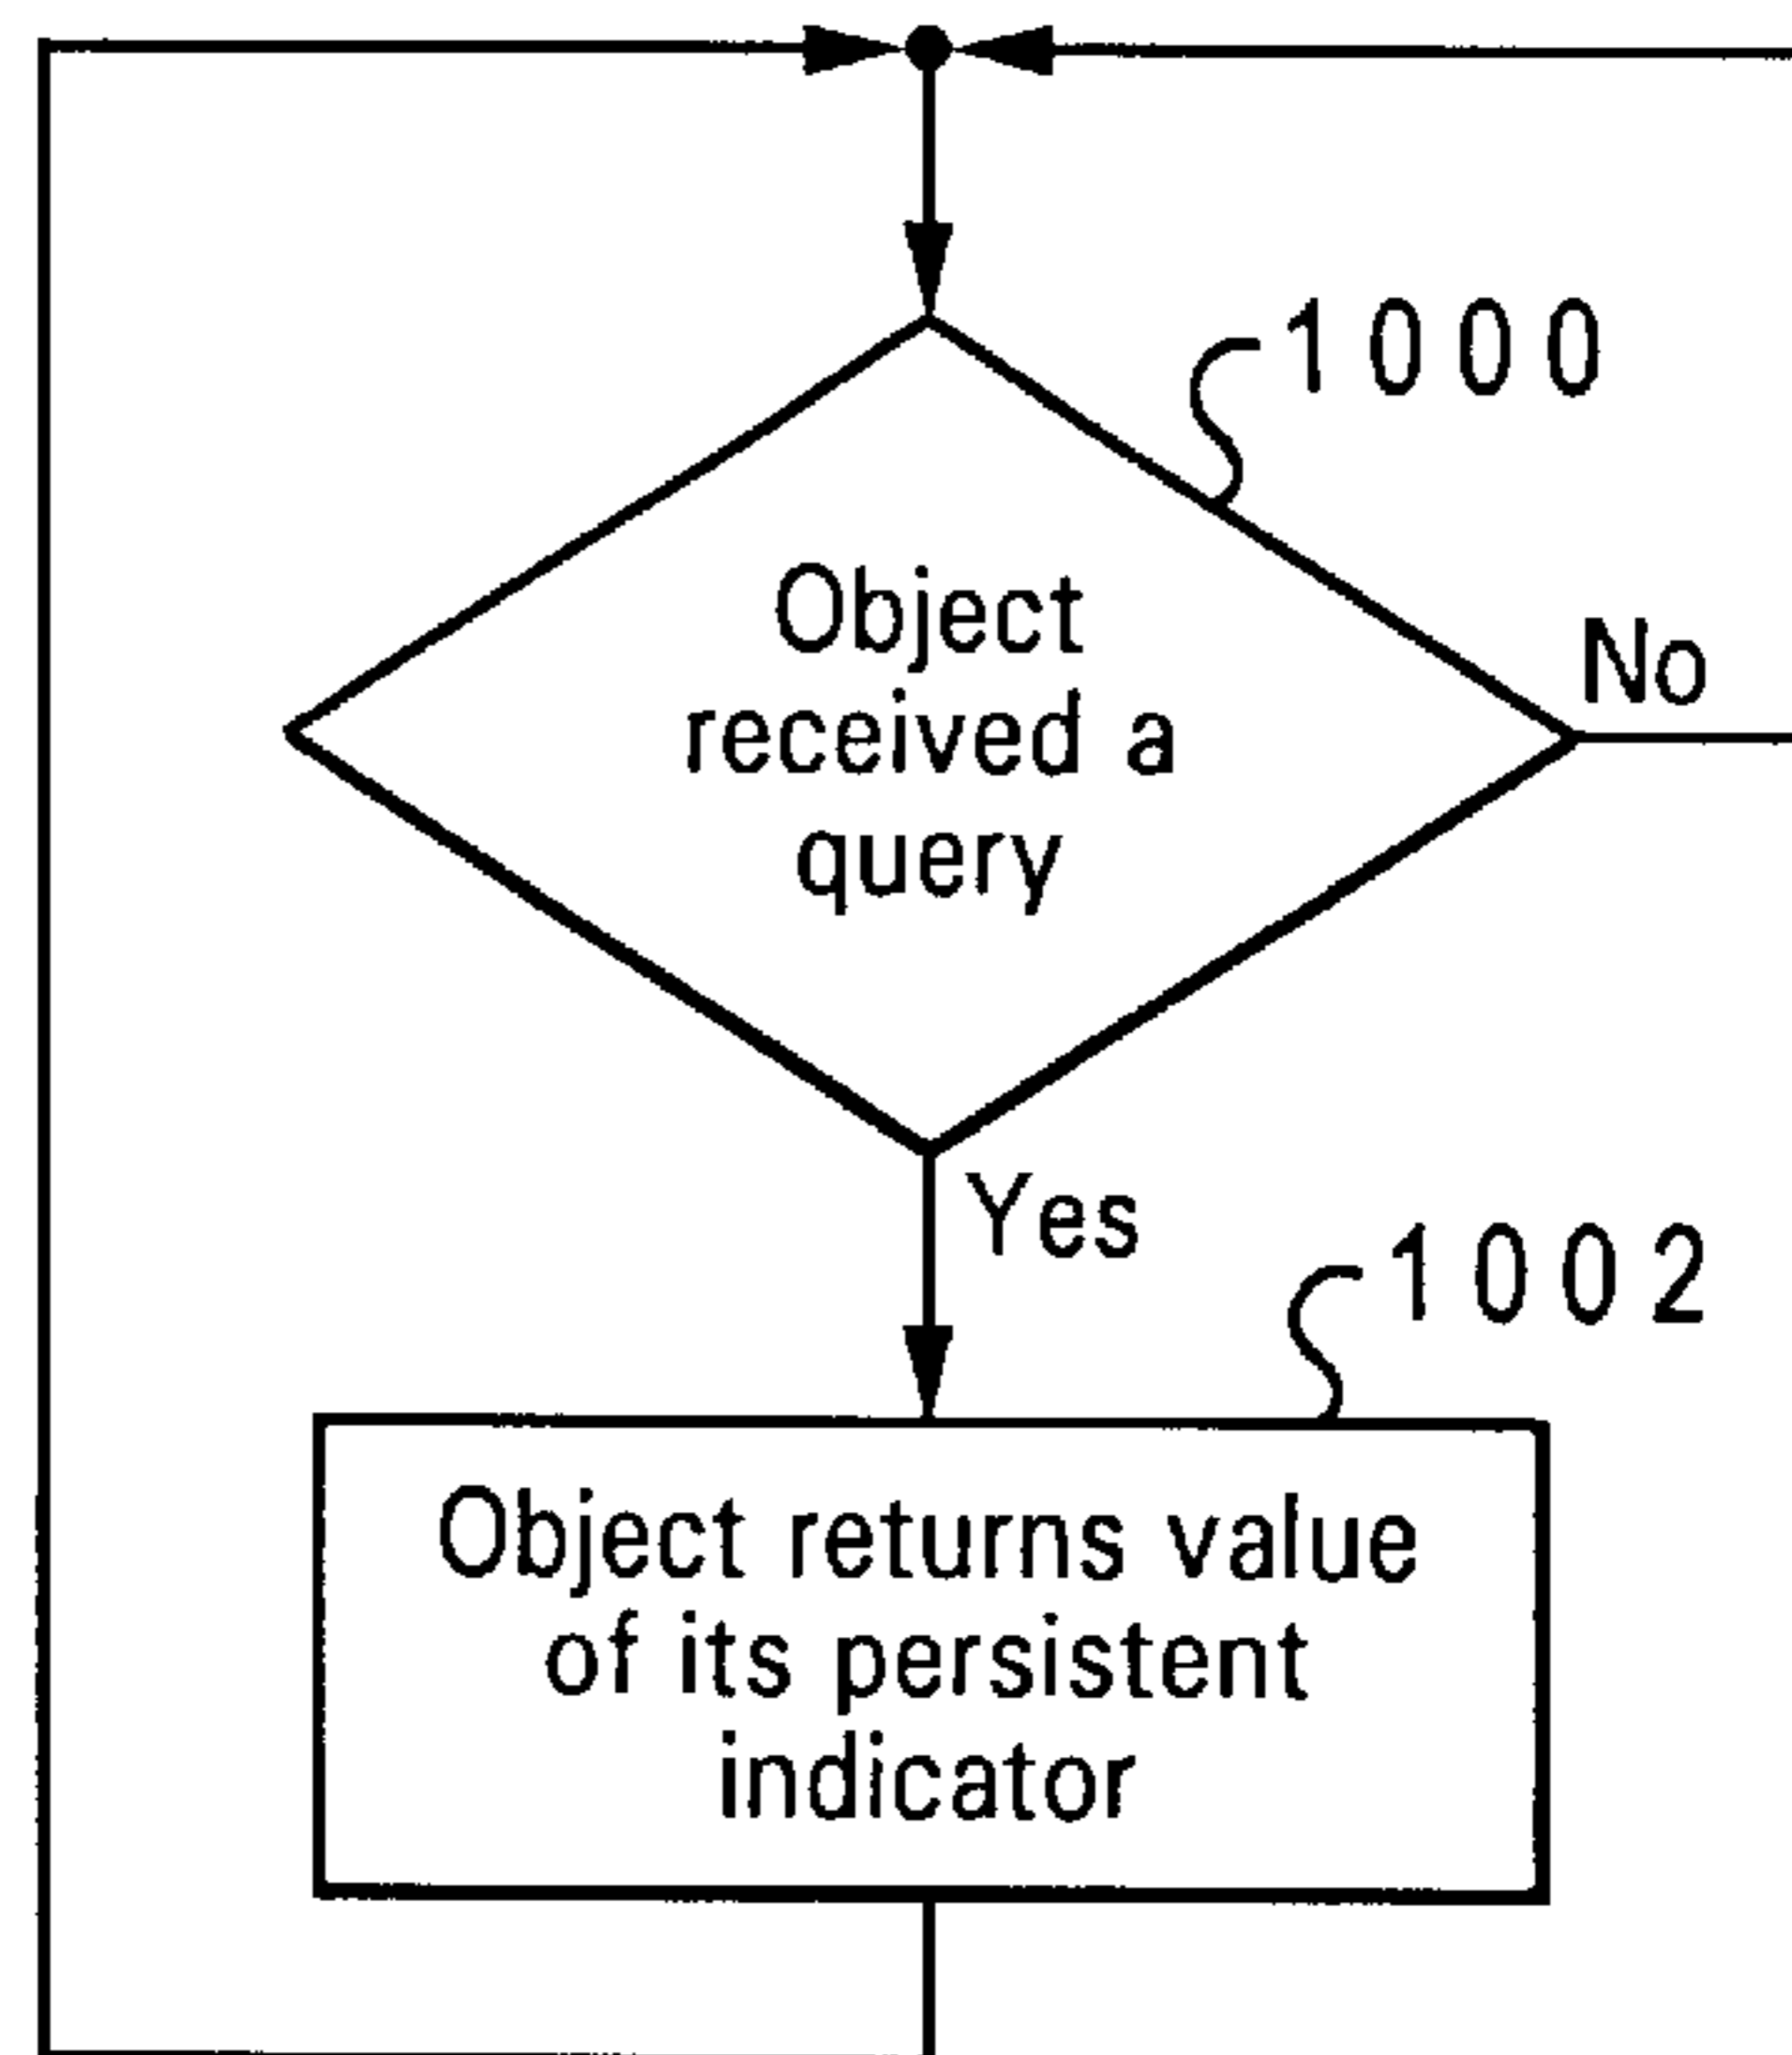 1000
Object
received a
query
No
Yes
1002
Object returns value
of its persistent
indicator